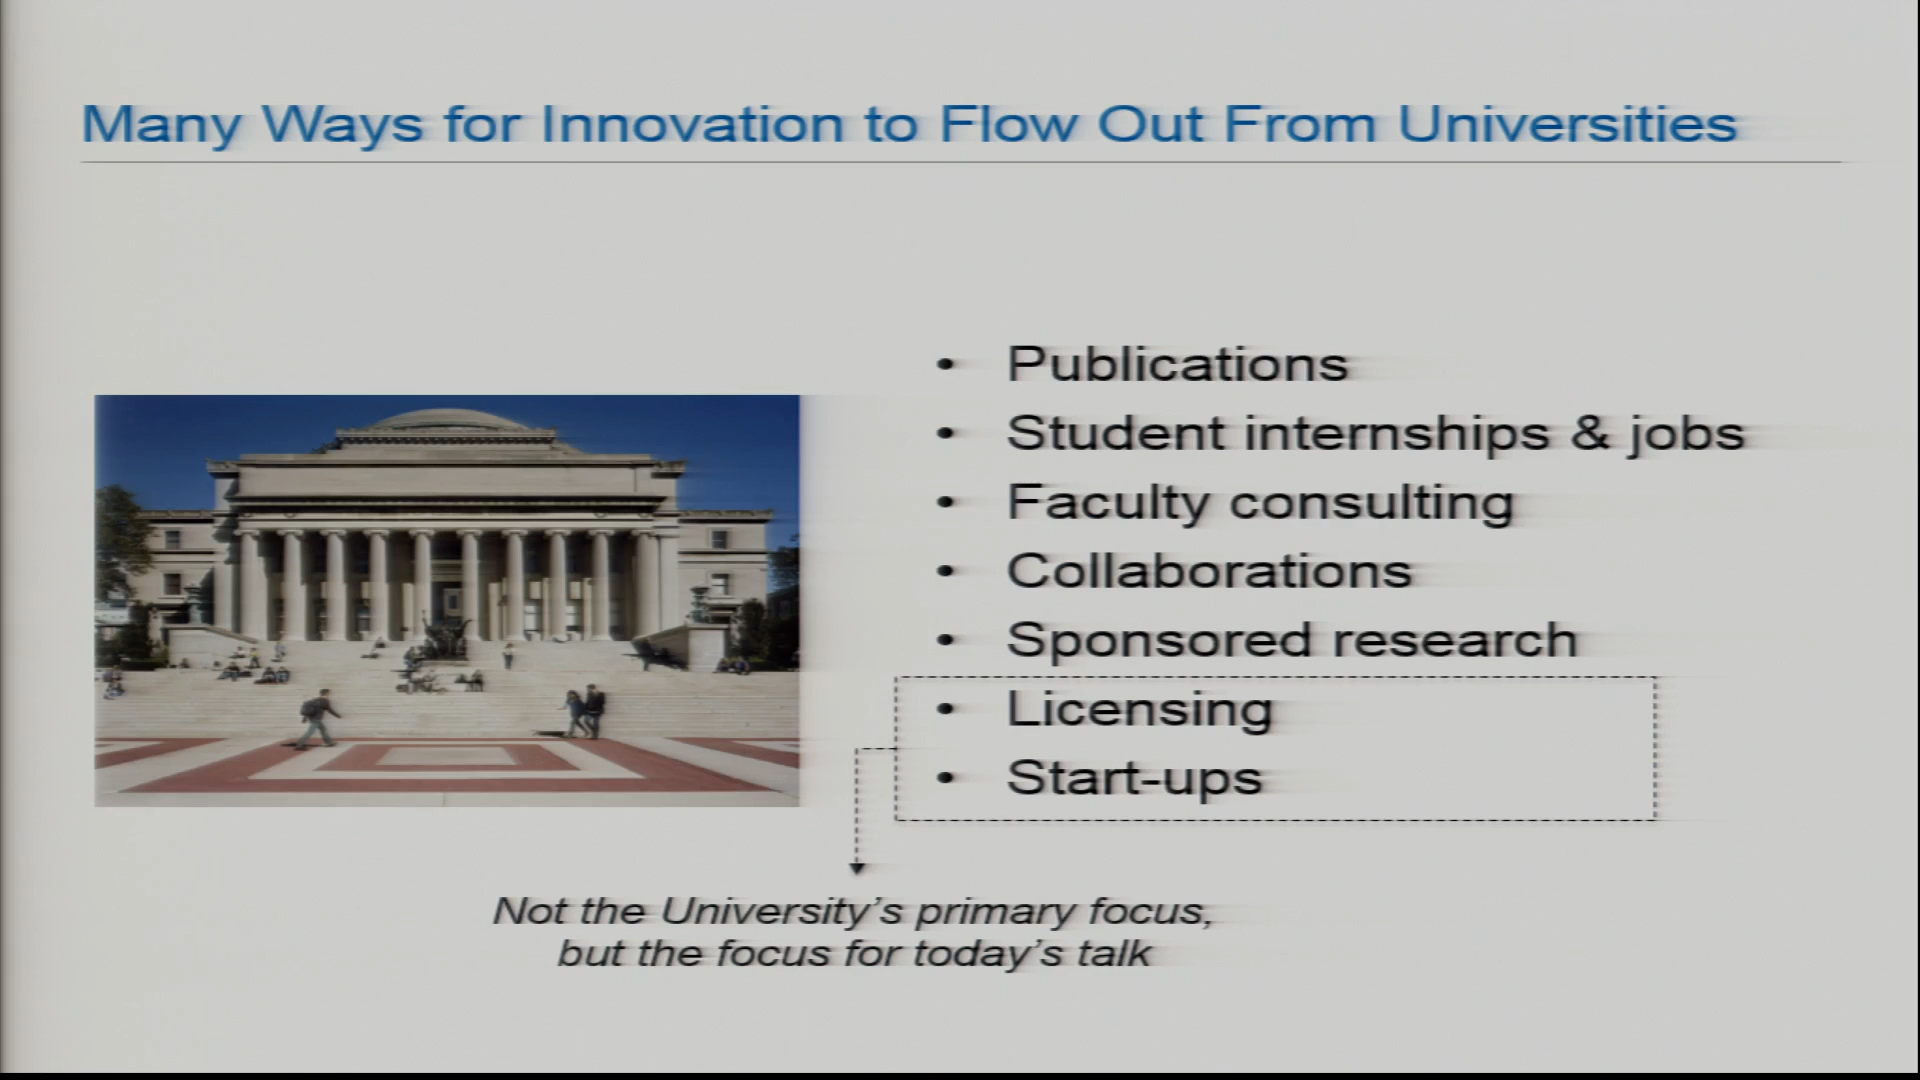 Many Ways for Innovation to Flow Out From Universities
• Publications
• Student internships & jobs
• Faculty consulting
• Collaborations
• Sponsored research
• Licensing
• Start-ups
Not the University’s primary focus,
but the focus for today’s talk